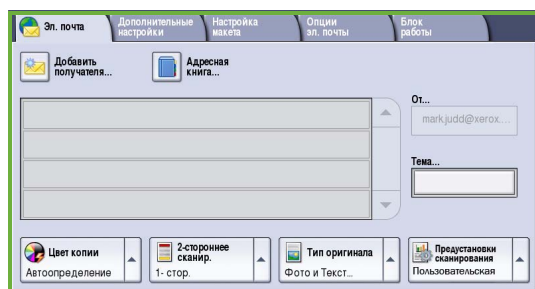 Эл. почта
Дополнительные
настройки
Настройка
макета
Опции
эл. почты
Блок
работы
Добавить
получателя...
Адресная
книга...
От...
mark.judd@xerox....
Тема...
Цвет копии
Автоопределение
2-стороннее
сканир.
1- стор.
Тип оригинала
Фото и Текст...
Предустановки
сканирования
Пользовательская